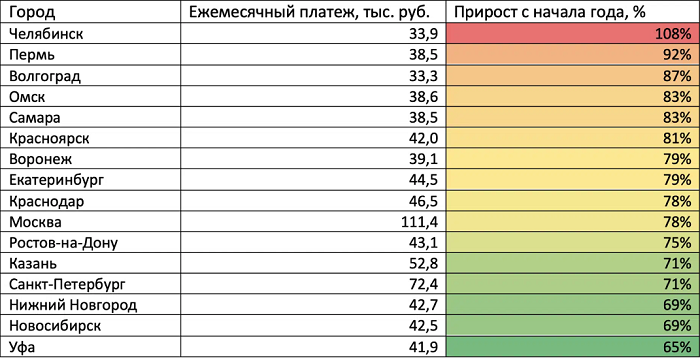 Город Ежемесячный платеж, тыс. руб. Прирост с начала года, %
Челябинск 33,9 108%
Пермь 38,5 92%
Волгоград 33,3 87%
Омск 38,6 83%
Самара 38,5 83%
Красноярск 42,0 81%
Воронеж 39,1 79%
Екатеринбург 44,5 79%
Краснодар 46,5 78%
Москва 111,4 78%
Ростов-на-Дону 43,1 75%
Казань 52,8 71%
Санкт-Петербург 72,4 71%
Нижний Новгород 42,7 69%
Новосибирск 42,5 69%
Уфа 41,9 65%